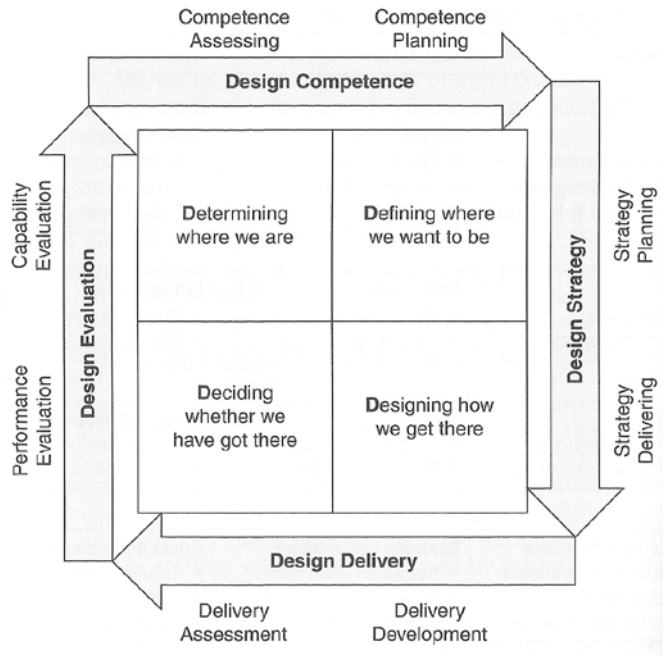 Competence
Assessing
Competence
Planning
Design Competence
Capability
Evaluation
Performance
Evaluation
Design Evaluation
Determining
where we are
Defining where
we want to be
Deciding
whether we
have got there
Designing how
we get there
Design Strategy
Strategy
Planning
Strategy
Delivering
Design Delivery
Delivery
Assessment
Delivery
Development